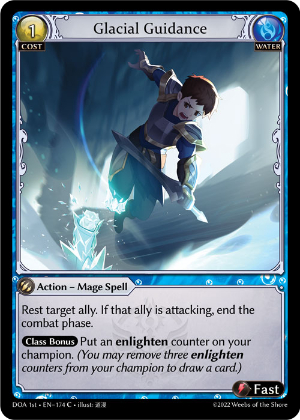 1
Glacial Guidance
COST
WATER
Action – Mage Spell
Rest target ally. If that ally is attacking, end the
combat phase.
Class Bonus Put an enlighten counter on your
champion. (You may remove three enlighten
counters from your champion to draw a card.)
Fast
DOA 1st • EN–174 C • illust: 道漫
©2022 Weebs of the Shore